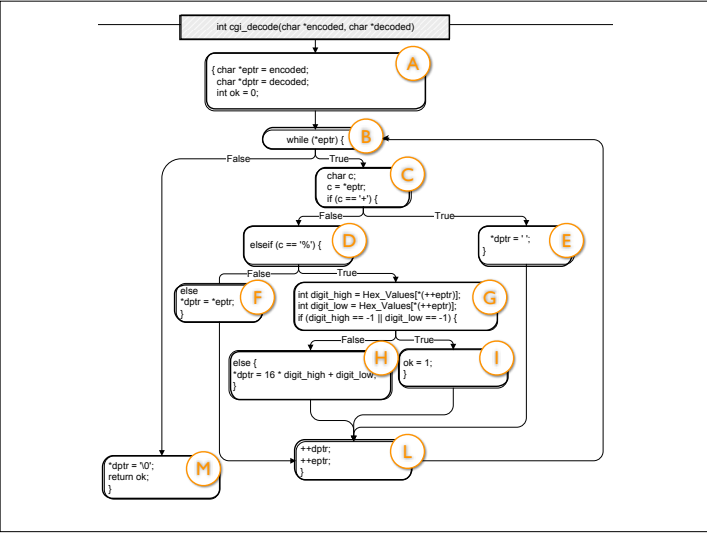 int cgi_decode(char *encoded, char *decoded)
A
{ char *eptr = encoded;
char *dptr = decoded;
int ok = 0;
while (*eptr) {
B
False
True
char c;
c = *eptr;
if (c == '+') {
C
False
True
elseif (c == '%') {
D
*dptr = ' ';
}
E
False
True
else
*dptr = *eptr;
}
F
int digit_high = Hex_Values[*(++eptr)];
int digit_low = Hex_Values[*(++eptr)];
if (digit_high == -1 || digit_low == -1) {
G
False
True
else {
*dptr = 16 * digit_high + digit_low;
}
H
ok = 1;
}
I
++dptr;
++eptr;
}
L
*dptr = '\0';
return ok;
}
M